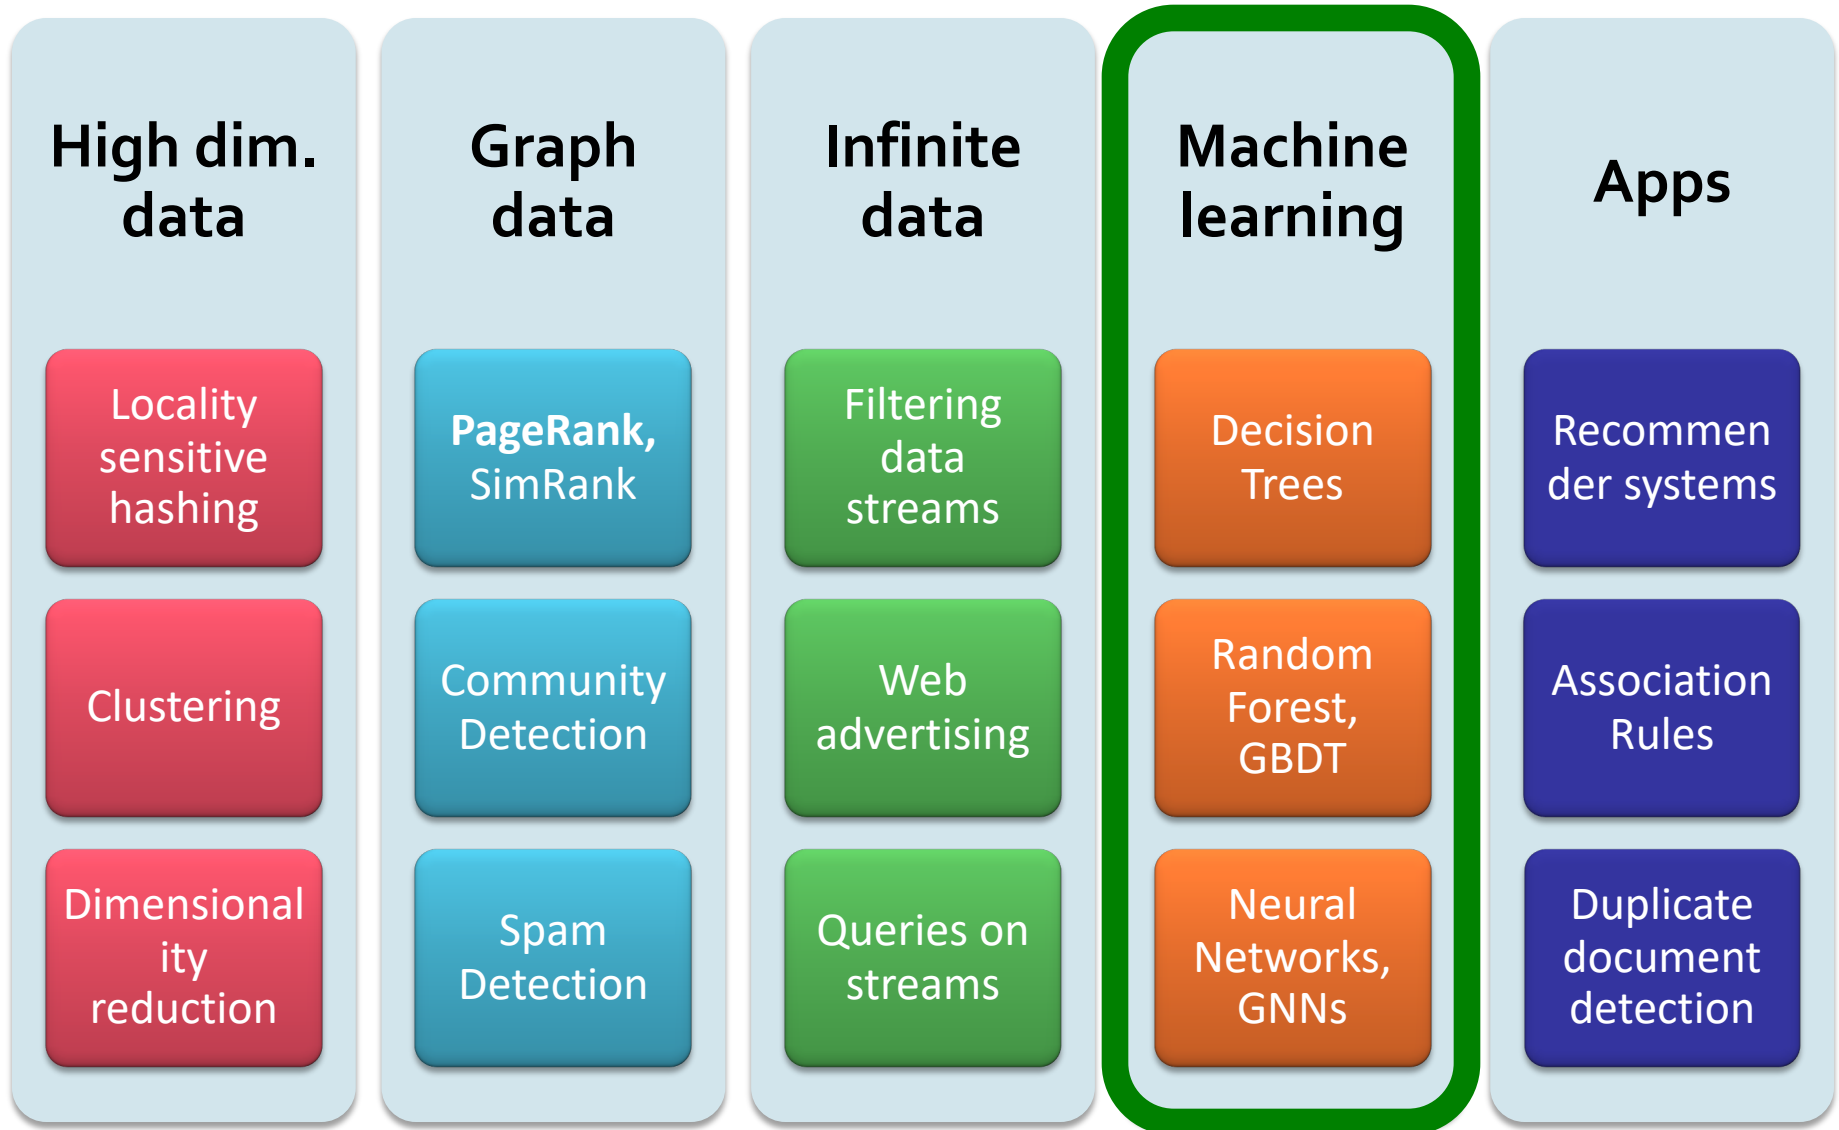 High dim.
data
Locality
sensitive
hashing
Clustering
Dimensional
ity
reduction
Graph
data
PageRank,
SimRank
Community
Detection
Spam
Detection
Infinite
data
Filtering
data
streams
Web
advertising
Queries on
streams
Machine
learning
Decision
Trees
Random
Forest,
GBDT
Neural
Networks,
GNNs
Apps
Recommen
der systems
Association
Rules
Duplicate
document
detection